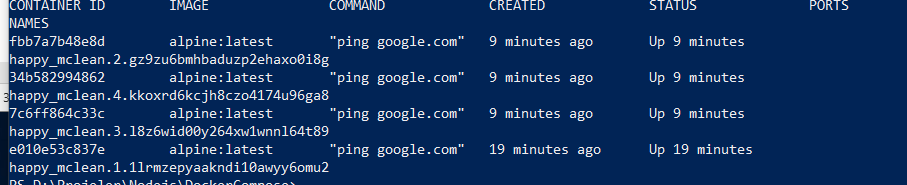 CONTAINER ID IMAGE COMMAND CREATED STATUS PORTS
NAMES
fbb7a7b48e8d alpine:latest "ping google.com" 9 minutes ago Up 9 minutes
happy_mclean.2.gz9zu6bmhbaduzp2ehaxo0i8g
34b582994862 alpine:latest "ping google.com" 9 minutes ago Up 9 minutes
happy_mclean.4.kkoxrd6kcjh8czo4174u96ga8
7c6ff864c33c alpine:latest "ping google.com" 9 minutes ago Up 9 minutes
happy_mclean.3.l8z6wid00y264xw1wnnl64t89
e010e53c837e alpine:latest "ping google.com" 19 minutes ago Up 19 minutes
happy_mclean.1.1lrmzepyaakndi10awyy6omu2
PS D:\Projeler\Nodejs\DockerCompose>